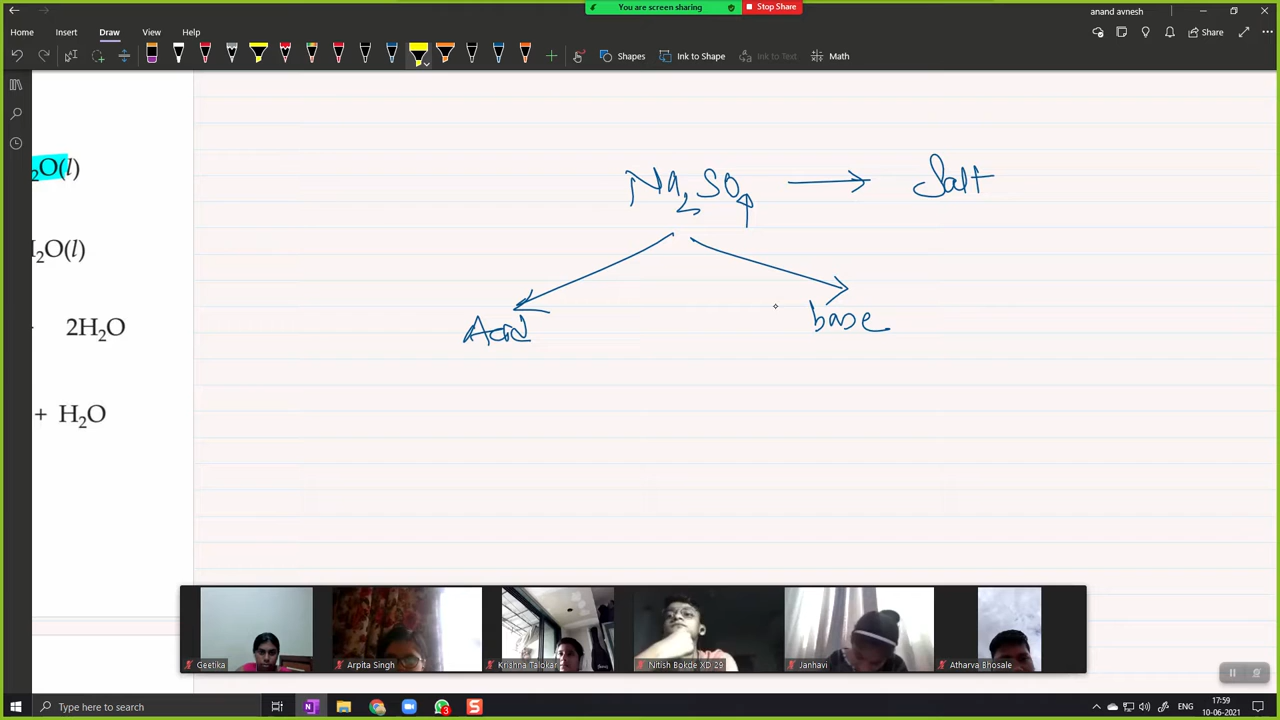 You are screen sharing
Stop Share
anand avnesh
Home Insert Draw View Help
Share
Shapes Ink to Shape Ink to Text Math
₂O(l)
Na₂SO₄ → Salt
H₂O(l)
Acid base
2H₂O
+ H₂O
Geetika Arpita Singh Krishna Talokar Nitish Bokde XD 29 Janhavi Atharva Bhosale
Type here to search
3
ENG
17:59
10-06-2021